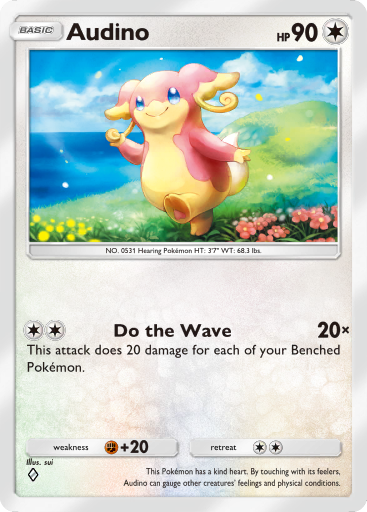 BASIC Audino HP 90
NO. 0531 Hearing Pokémon HT: 3'7" WT: 68.3 lbs.
Do the Wave 20×
This attack does 20 damage for each of your Benched
Pokémon.
weakness +20 retreat
Illus. sui
This Pokémon has a kind heart. By touching with its feelers,
Audino can gauge other creatures' feelings and physical conditions.